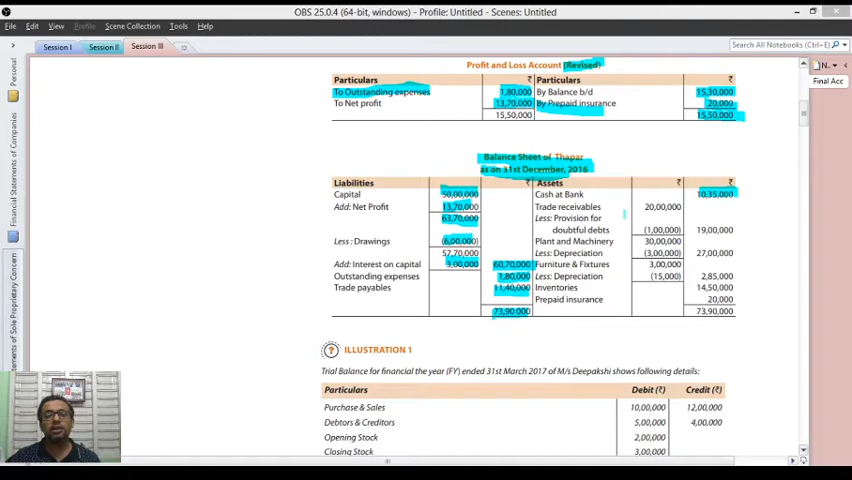 OBS 25.0.4 (64-bit, windows) - Profile: Untitled - Scenes: Untitled
File Edit View Profile Scene Collection Tools Help
Session I Session II Session III
Search All Notebooks (Ctrl+E)
N..
Final Acc
Personal
Financial Statements of Companies
tements of Sole Proprietary Concern
Profit and Loss Account (Revised)
Particulars ₹ Particulars ₹
To Outstanding expenses 1,80,000 By Balance b/d 15,30,000
To Net profit 13,70,000 By Prepaid insurance 20,000
15,50,000 15,50,000
Balance Sheet of Thapar
as on 31st December, 2016
Liabilities ₹ Assets ₹ ₹
Capital 50,00,000 Cash at Bank 10,35,000
Add: Net Profit 13,70,000 Trade receivables 20,00,000
63,70,000 Less: Provision for
doubtful debts (1,00,000) 19,00,000
Less: Drawings (6,00,000) Plant and Machinery 30,00,000
57,70,000 Less: Depreciation (3,00,000) 27,00,000
Add: Interest on capital 3,00,000 60,70,000 Furniture & Fixtures 3,00,000
Outstanding expenses 1,80,000 Less: Depreciation (15,000) 2,85,000
Trade payables 11,40,000 Inventories 14,50,000
Prepaid insurance 20,000
73,90,000 73,90,000
? ILLUSTRATION 1
Trial Balance for financial the year (FY) ended 31st March 2017 of M/s Deepakshi shows following details:
Particulars Debit (₹) Credit (₹)
Purchase & Sales 10,00,000 12,00,000
Debtors & Creditors 5,00,000 4,00,000
Opening Stock 2,00,000
Closing Stock 3,00,000